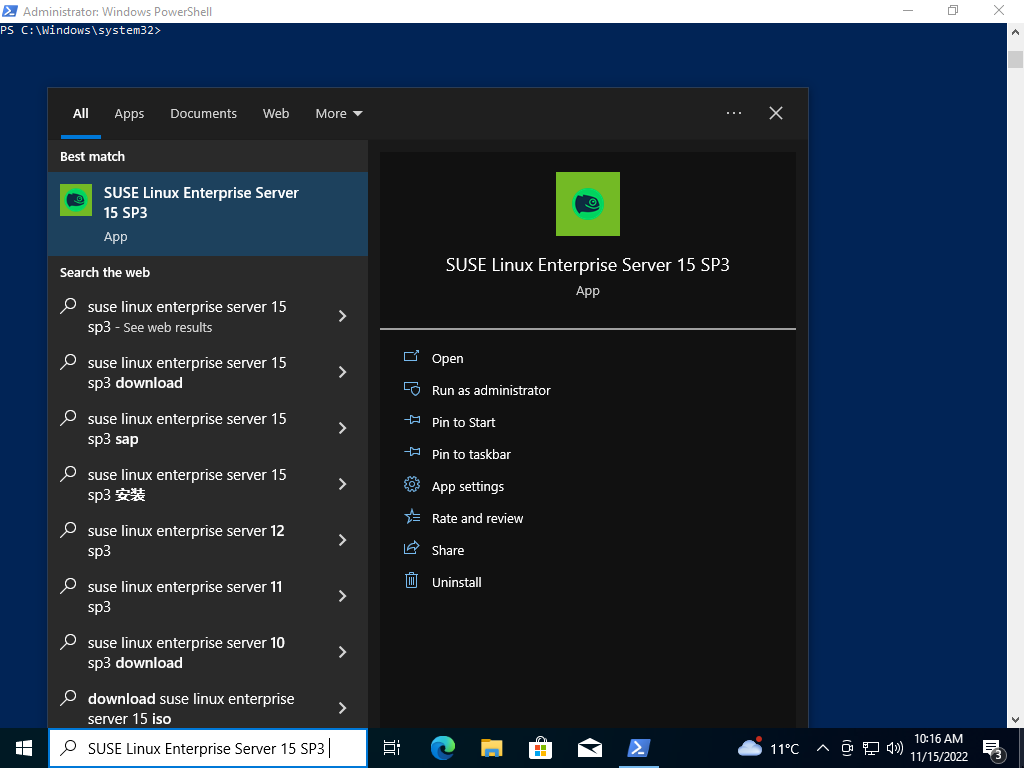 Administrator: Windows PowerShell
PS C:\Windows\system32>
All Apps Documents Web More
Best match
SUSE Linux Enterprise Server
15 SP3
App
Search the web
suse linux enterprise server 15
sp3 - See web results
suse linux enterprise server 15
sp3 download
suse linux enterprise server 15
sp3 sap
suse linux enterprise server 15
sp3 安装
suse linux enterprise server 12
sp3
suse linux enterprise server 11
sp3
suse linux enterprise server 10
sp3 download
download suse linux enterprise
server 15 iso
SUSE Linux Enterprise Server 15 SP3
App
Open
Run as administrator
Pin to Start
Pin to taskbar
App settings
Rate and review
Share
Uninstall
SUSE Linux Enterprise Server 15 SP3
11°C
10:16 AM
11/15/2022
3